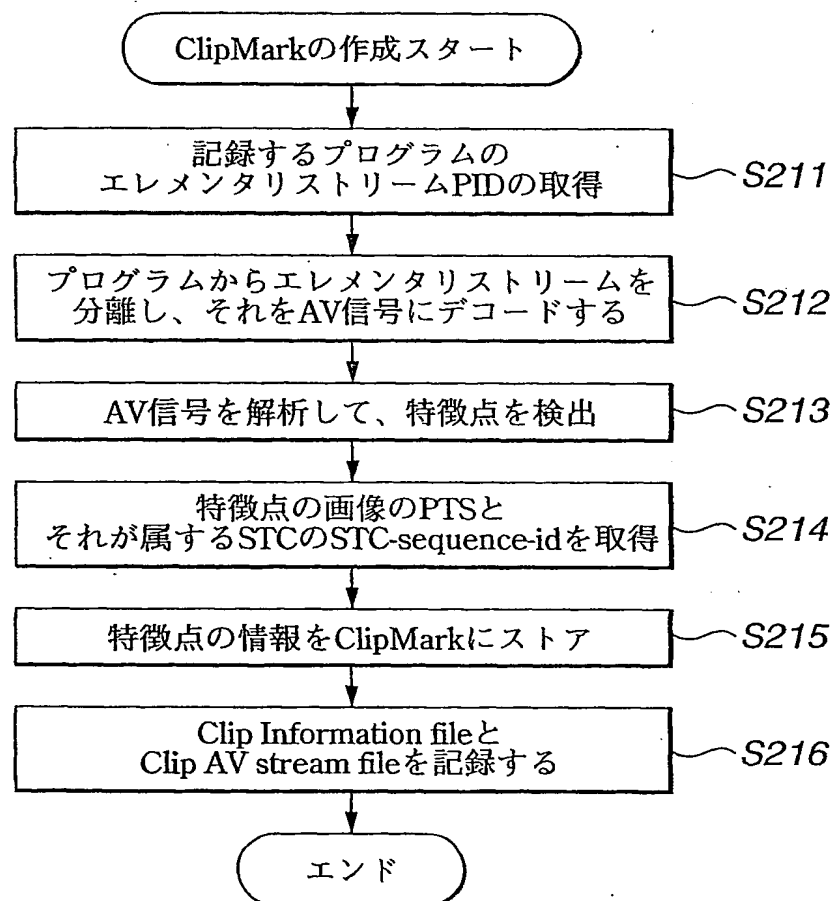 ClipMarkの作成スタート
記録するプログラムの
エレメンタリストリームPIDの取得
S211
プログラムからエレメンタリストリームを
分離し、それをAV信号にデコードする
S212
AV信号を解析して、特徴点を検出
S213
特徴点の画像のPTSと
それが属するSTCのSTC-sequence-idを取得
S214
特徴点の情報をClipMarkにストア
S215
Clip Information fileと
Clip AV stream fileを記録する
S216
エンド